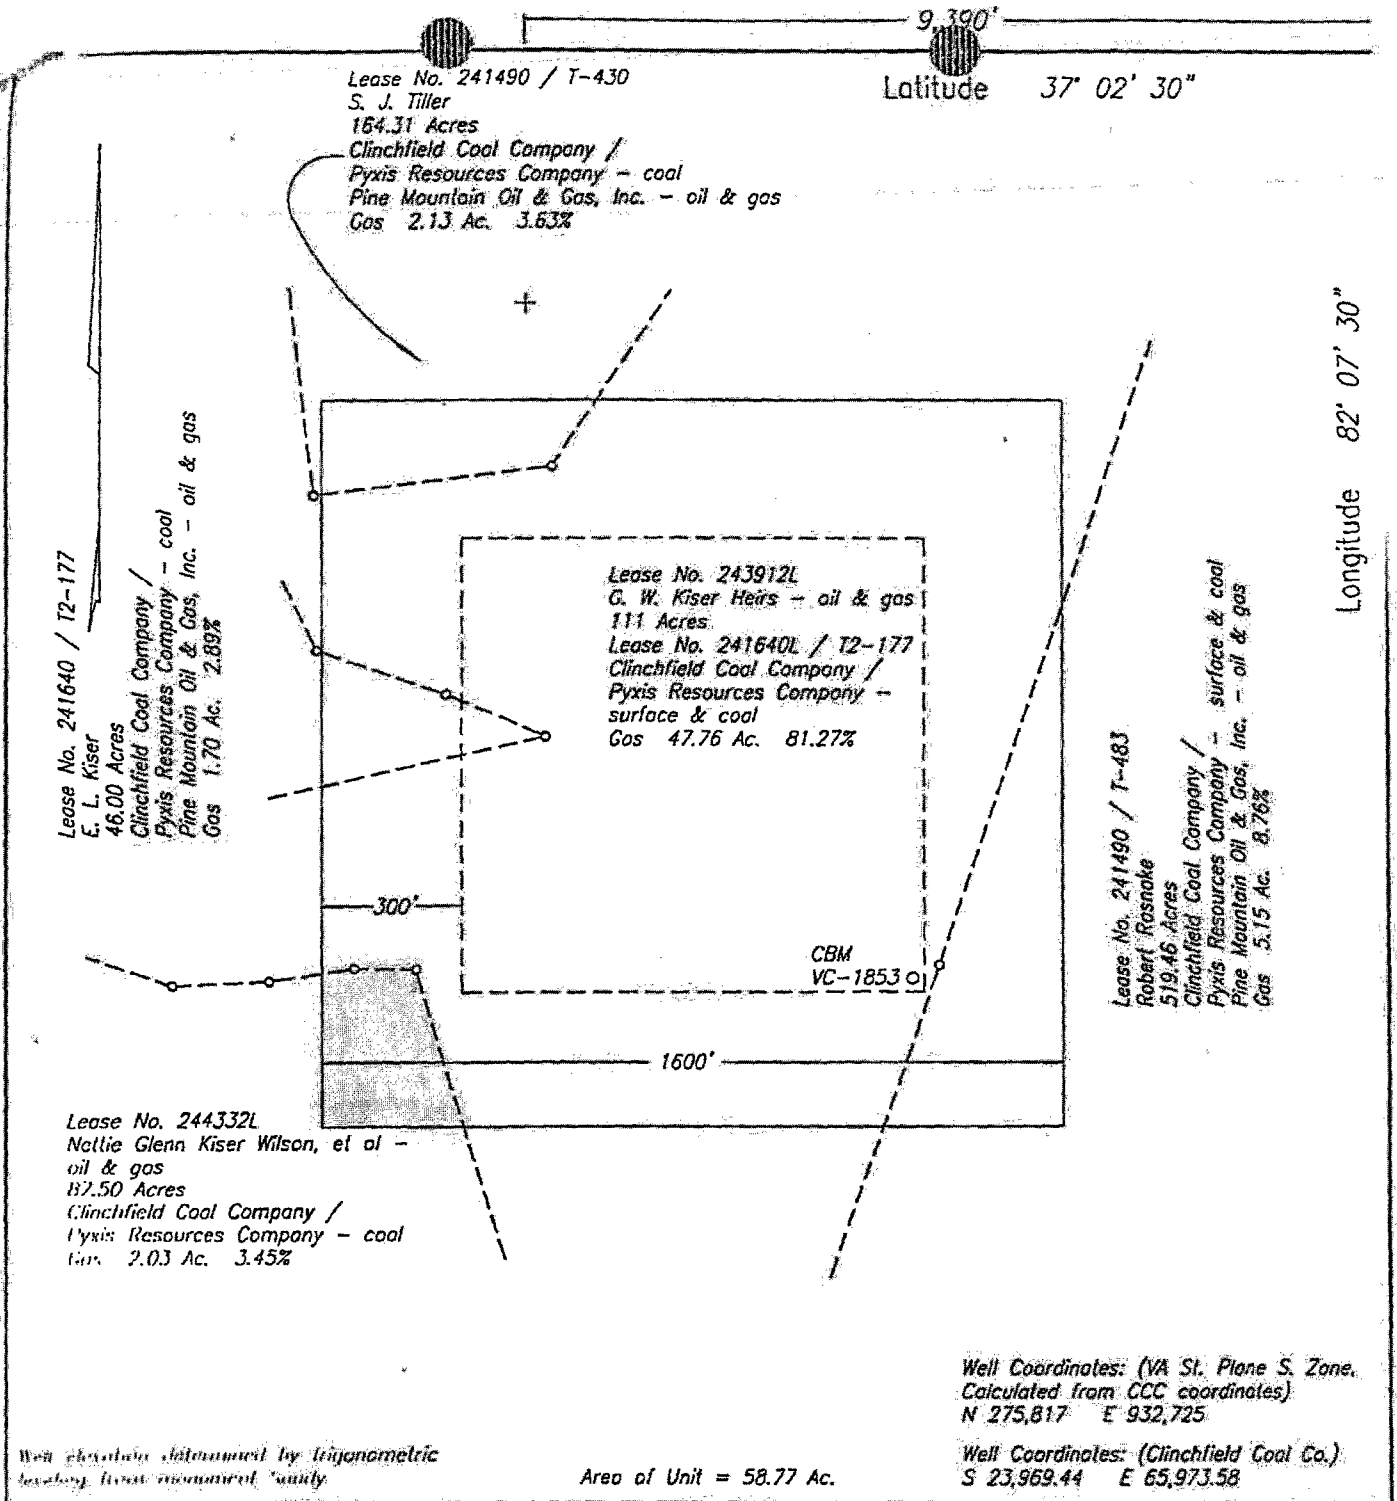 9,390'
Latitude 37° 02' 30"
Lease No. 241490 / T-430
S. J. Tiller
164.31 Acres
Clinchfield Coal Company /
Pyxis Resources Company - coal
Pine Mountain Oil & Gas, Inc. - oil & gas
Gas 2.13 Ac. 3.63%
Longitude 82° 07' 30"
Lease No. 241640 / T2-177
E. L. Kiser
46.00 Acres
Clinchfield Coal Company /
Pyxis Resources Company - coal
Pine Mountain Oil & Gas, Inc. - oil & gas
Gas 1.70 Ac. 2.89%
Lease No. 243912L
G. W. Kiser Heirs - oil & gas
111 Acres
Lease No. 241640L / T2-177
Clinchfield Coal Company /
Pyxis Resources Company -
surface & coal
Gas 47.76 Ac. 81.27%
Lease No. 241490 / T-483
Robert Rasnake
519.46 Acres
Clinchfield Coal Company /
Pyxis Resources Company - surface & coal
Pine Mountain Oil & Gas, Inc. - oil & gas
Gas 5.15 Ac. 8.76%
300'
CBM
VC-1853
1600'
Lease No. 244332L
Nellie Glenn Kiser Wilson, et al -
oil & gas
87.50 Acres
Clinchfield Coal Company /
Pyxis Resources Company - coal
Gas 2.03 Ac. 3.45%
Well Coordinates: (VA St. Plane S. Zone,
Calculated from CCC coordinates)
N 275,817 E 932,725
Well Coordinates: (Clinchfield Coal Co.)
S 23,969.44 E 65,973.58
Well elevation determined by trigonometric
leveling from monument
Area of Unit = 58.77 Ac.